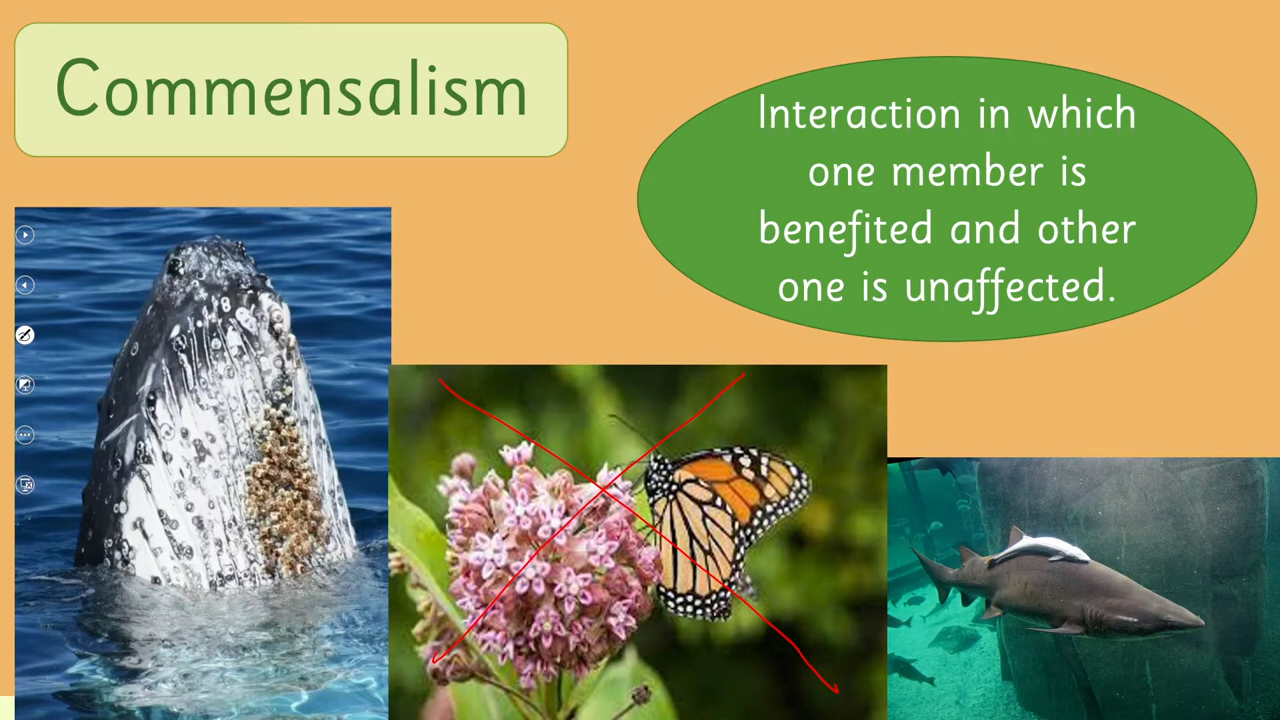 Commensalism
Interaction in which
one member is
benefited and other
one is unaffected.